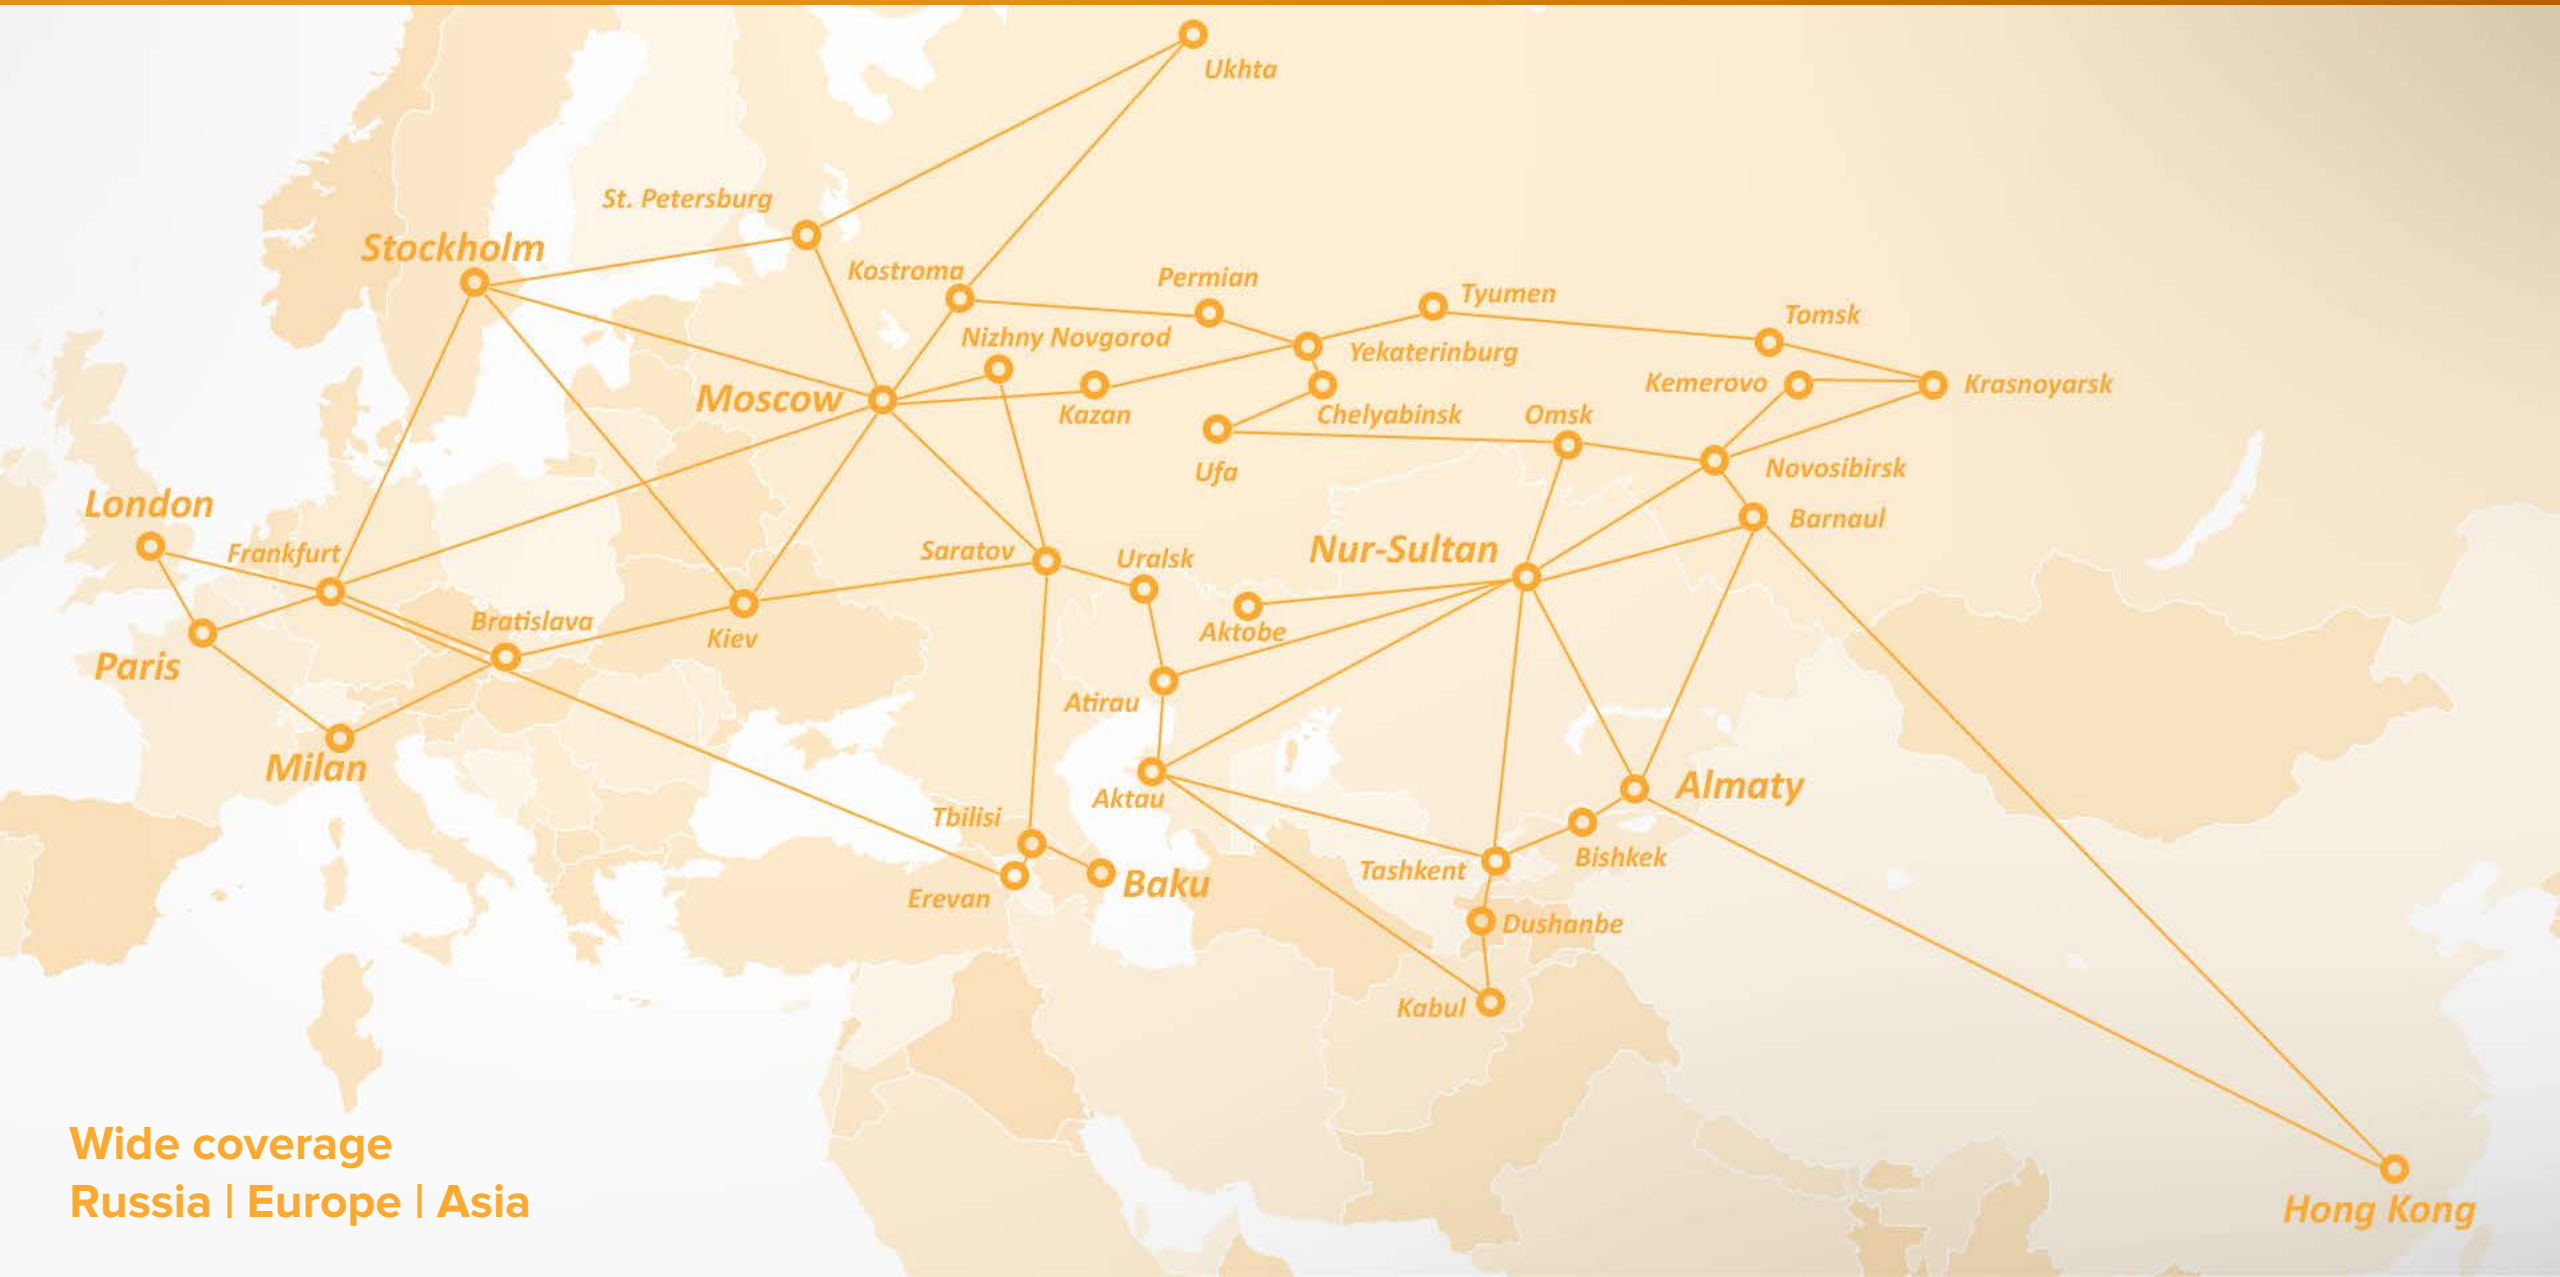 Ukhta
St. Petersburg
Stockholm
Kostroma
Permian
Tyumen
Tomsk
Nizhny Novgorod
Yekaterinburg
Moscow
Kazan
Chelyabinsk
Omsk
Kemerovo
Krasnoyarsk
Ufa
Novosibirsk
London
Barnaul
Frankfurt
Saratov
Uralsk
Nur-Sultan
Bratislava
Kiev
Aktobe
Paris
Atirau
Milan
Aktau
Almaty
Tbilisi
Tashkent
Bishkek
Erevan
Baku
Dushanbe
Kabul
Wide coverage
Russia | Europe | Asia
Hong Kong